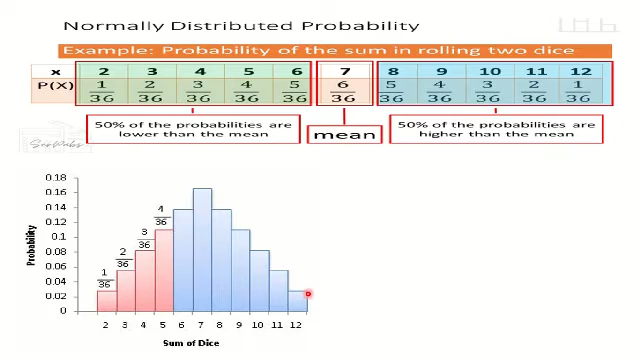 Normally Distributed Probability
Example: Probability of the sum in rolling two dice
x 2 3 4 5 6 7 8 9 10 11 12
P(X) 1/36 2/36 3/36 4/36 5/36 6/36 5/36 4/36 3/36 2/36 1/36
50% of the probabilities are
lower than the mean
mean
50% of the probabilities are
higher than the mean
0.18
0.16
0.14
0.12
0.1
0.08
0.06
0.04
0.02
0
Probability
1/36
2/36
3/36
4/36
2 3 4 5 6 7 8 9 10 11 12
Sum of Dice